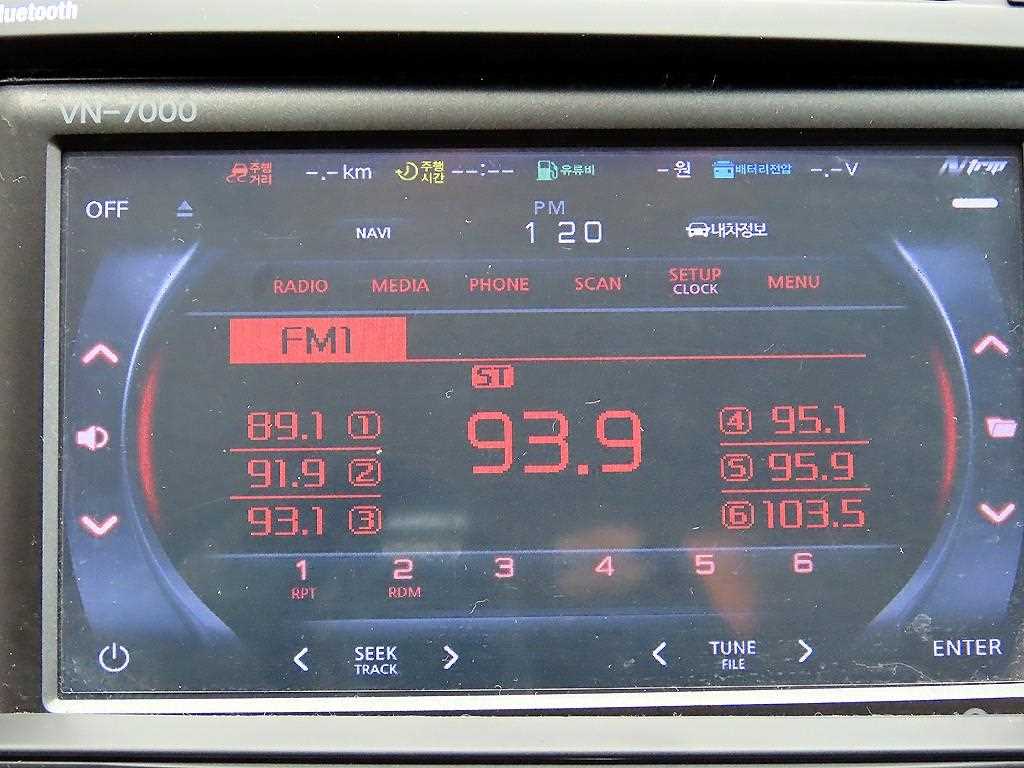 Bluetooth
VN-7000
주행거리 -.-km 주행시간 --:-- 유류비 -원 배터리전압 -.-V Ntrip
OFF PM
NAVI 1 20 내차정보
RADIO MEDIA PHONE SCAN SETUP CLOCK MENU
FM1
ST
89.1 1 93.9 4 95.1
91.9 2 5 95.9
93.1 3 6 103.5
1 2 3 4 5 6
RPT RDM
< SEEK > < TUNE > ENTER
TRACK FILE